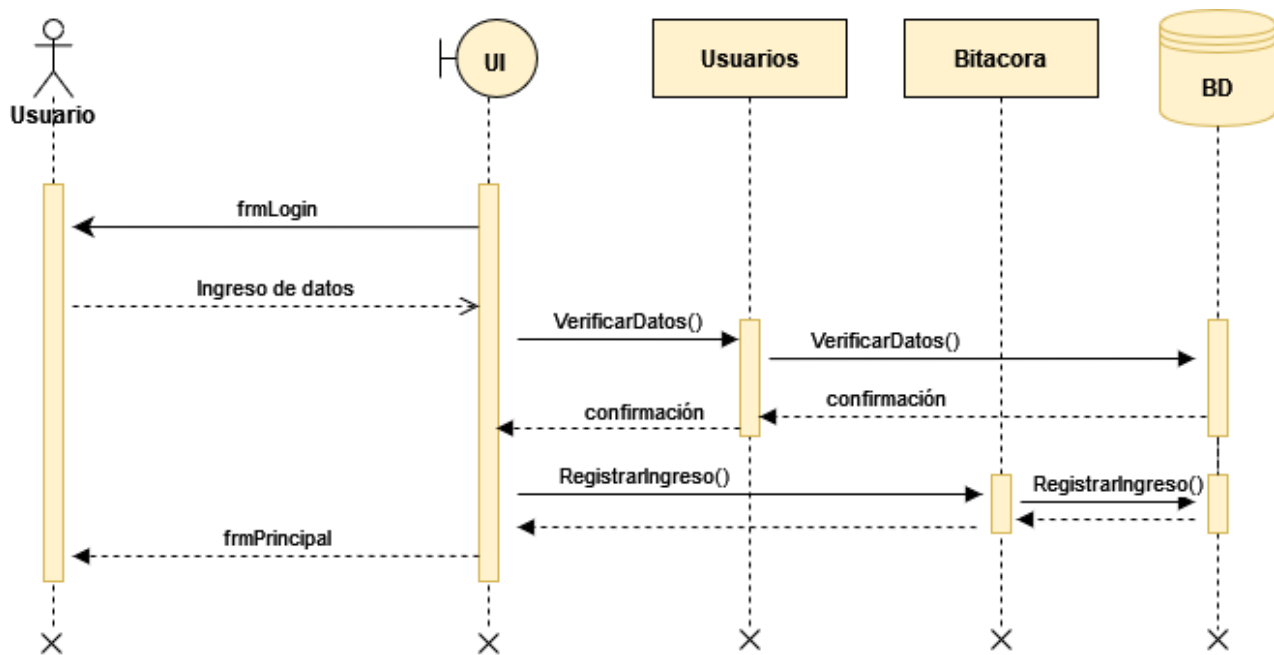 Usuario
UI
Usuarios
Bitacora
BD
frmLogin
Ingreso de datos
VerificarDatos()
VerificarDatos()
confirmación
confirmación
RegistrarIngreso()
RegistrarIngreso()
frmPrincipal